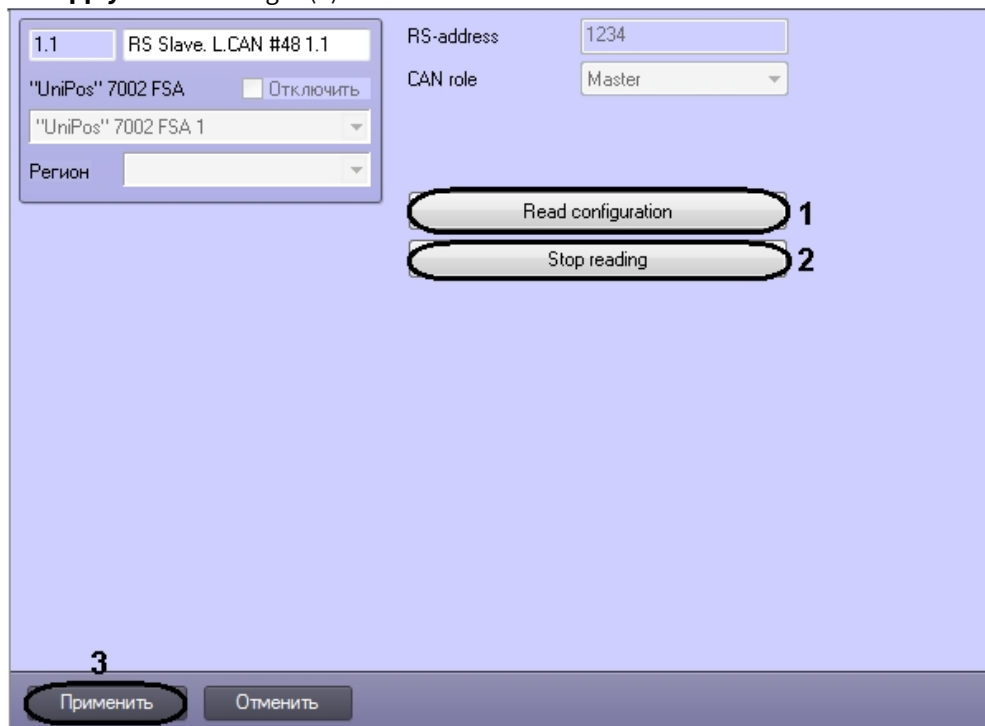 1.1
RS Slave. L.CAN #48 1.1
"UniPos" 7002 FSA
Отключить
"UniPos" 7002 FSA 1
Регион
RS-address
1234
CAN role
Master
Read configuration
1
Stop reading
2
3
Применить
Отменить